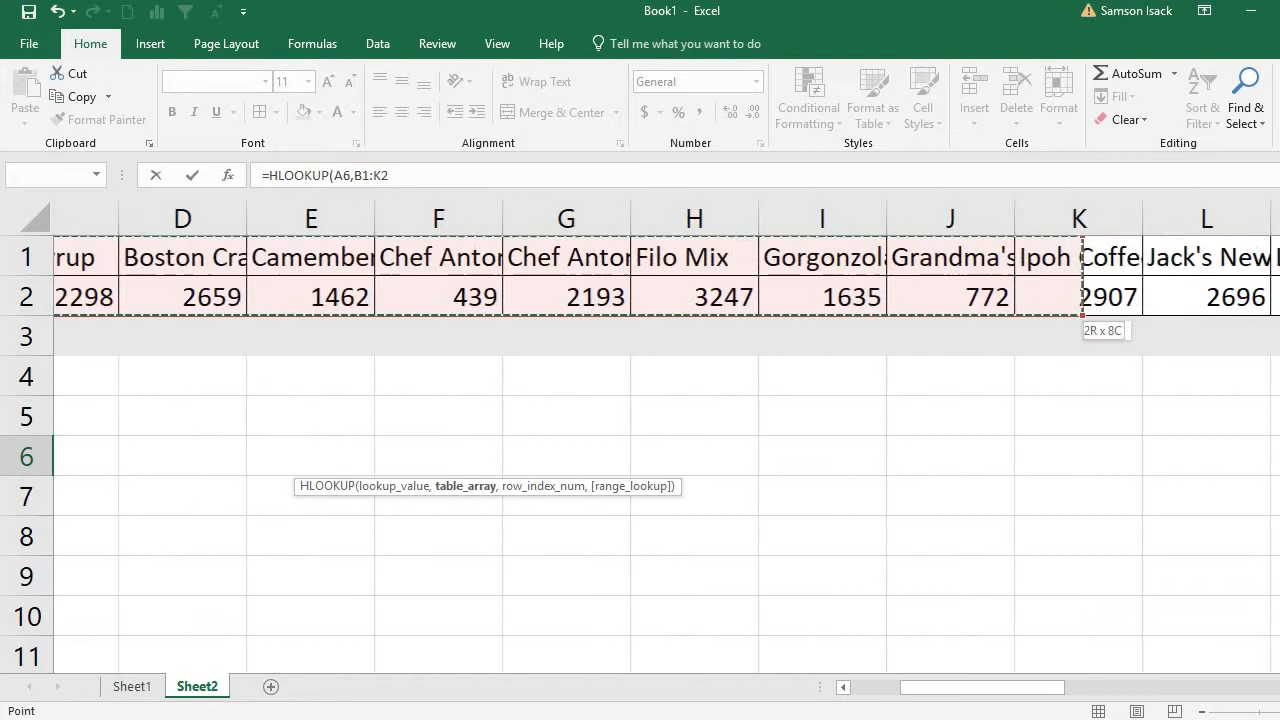 Book1 - Excel
Samson Isack
File Home Insert Page Layout Formulas Data Review View Help Tell me what you want to do
Paste
Cut
Copy
Format Painter
Clipboard
11
A A
B I U A
Font
Wrap Text
Merge & Center
Alignment
General
$ % ,
Number
Conditional Formatting
Format as Table
Cell Styles
Styles
Insert
Delete
Format
Cells
AutoSum
Fill
Clear
Sort & Filter
Find & Select
Editing
fx =HLOOKUP(A6,B1:K2
D E F G H I J K L
1 rup Boston Cra Camember Chef Anton Chef Anton Filo Mix Gorgonzol Grandma's Ipoh Coffe Jack's New
2 2298 2659 1462 439 2193 3247 1635 772 2907 2696
2R x 8C
3
4
5
6
7
HLOOKUP(lookup_value, table_array, row_index_num, [range_lookup])
8
9
10
11
Sheet1 Sheet2
Point